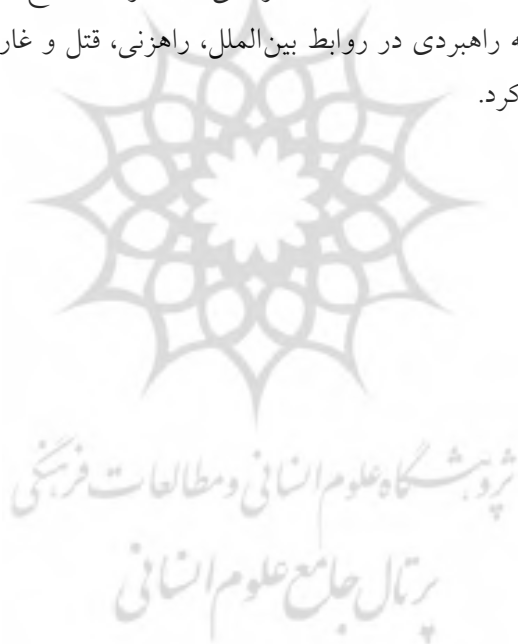 ه راهبردی در روابط بین‌الملل، راهزنی، قتل و غار
کرد.
پژوهشگاه علوم انسانی و مطالعات فرهنگی
پرتال جامع علوم انسانی